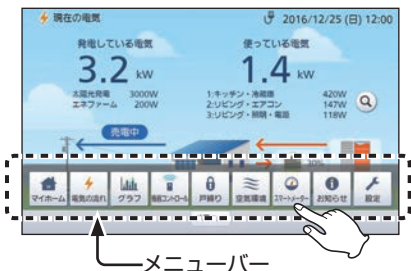 現在の電気
2016/12/25 (日) 12:00
発電している電気
使っている電気
3.2 kW
1.4 kW
太陽光発電 3000W
エネファーム 200W
1:キッチン・冷蔵庫 420W
2:リビング・エアコン 147W
3:リビング・照明・電話 118W
売電中
30%
マイホーム
電気の流れ
グラフ
機器コントロール
戸締り
空気環境
スマートメーター
お知らせ
設定
メニューバー